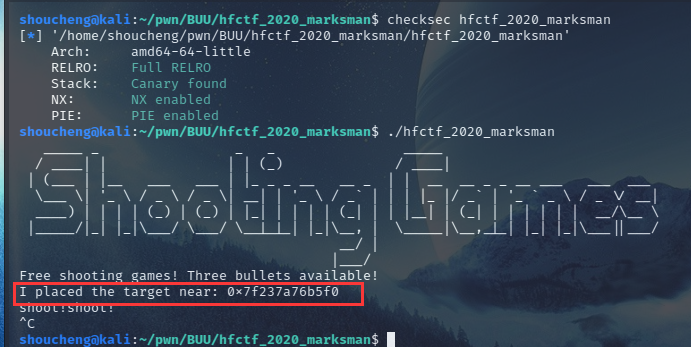 shoucheng@kali:~/pwn/BUU/hfctf_2020_marksman$ checksec hfctf_2020_marksman
[*] '/home/shoucheng/pwn/BUU/hfctf_2020_marksman/hfctf_2020_marksman'
Arch: amd64-64-little
RELRO: Full RELRO
Stack: Canary found
NX: NX enabled
PIE: PIE enabled
shoucheng@kali:~/pwn/BUU/hfctf_2020_marksman$ ./hfctf_2020_marksman
Shooting Games
Free shooting games! Three bullets available!
I placed the target near: 0×7f237a76b5f0
shoot!shoot!
^C
shoucheng@kali:~/pwn/BUU/hfctf_2020_marksman$